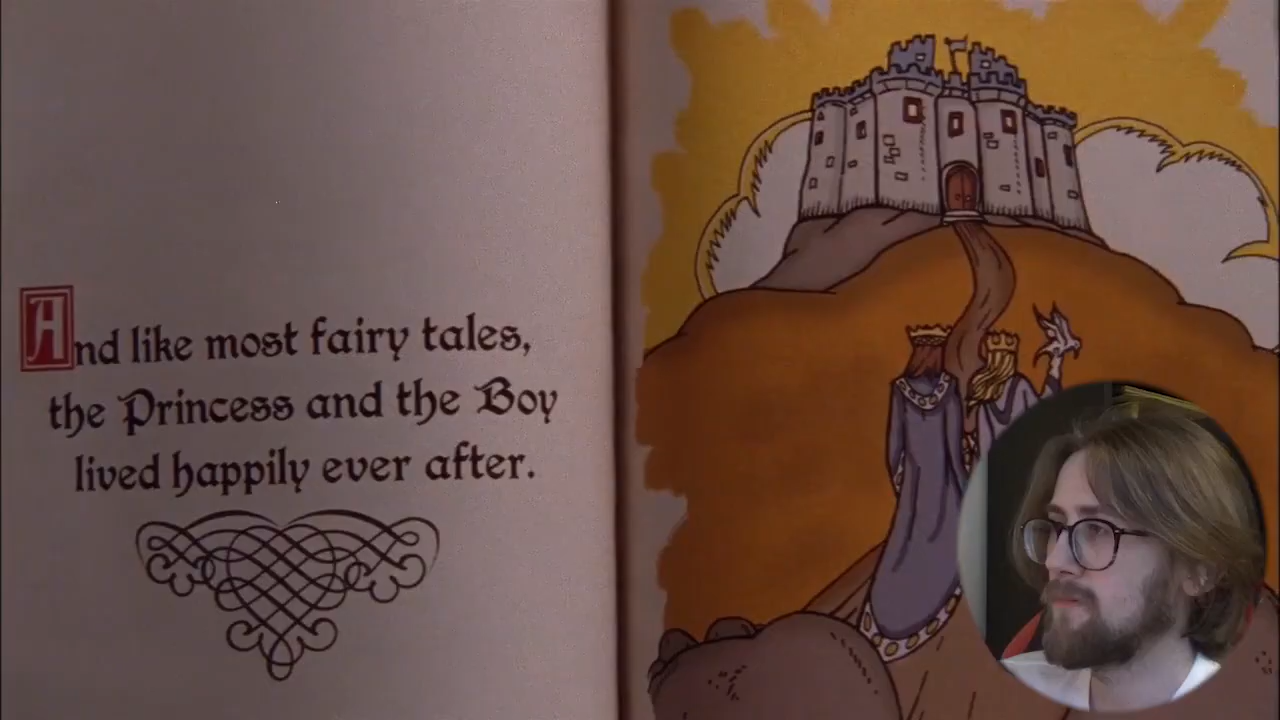 And like most fairy tales,
the Princess and the Boy
lived happily ever after.